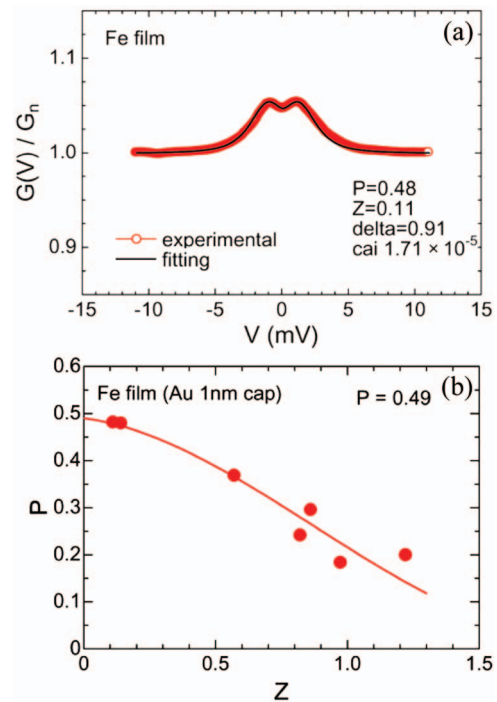 Fe film
(a)
1.1
1.0
0.9
G(V) / Gₙ
P=0.48
Z=0.11
delta=0.91
cai 1.71 × 10⁻⁵
experimental
fitting
-15 -10 -5 0 5 10 15
V (mV)
0.6
Fe film (Au 1nm cap)
P = 0.49
(b)
0.5
0.4
0.3
0.2
0.1
0
P
0 0.5 1.0 1.5
Z